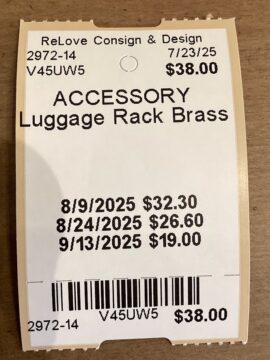 ReLove Consign & Design
2972-14 7/23/25
V45UW5 $38.00
ACCESSORY
Luggage Rack Brass
8/9/2025 $32.30
8/24/2025 $26.60
9/13/2025 $19.00
2972-14 V45UW5 $38.00